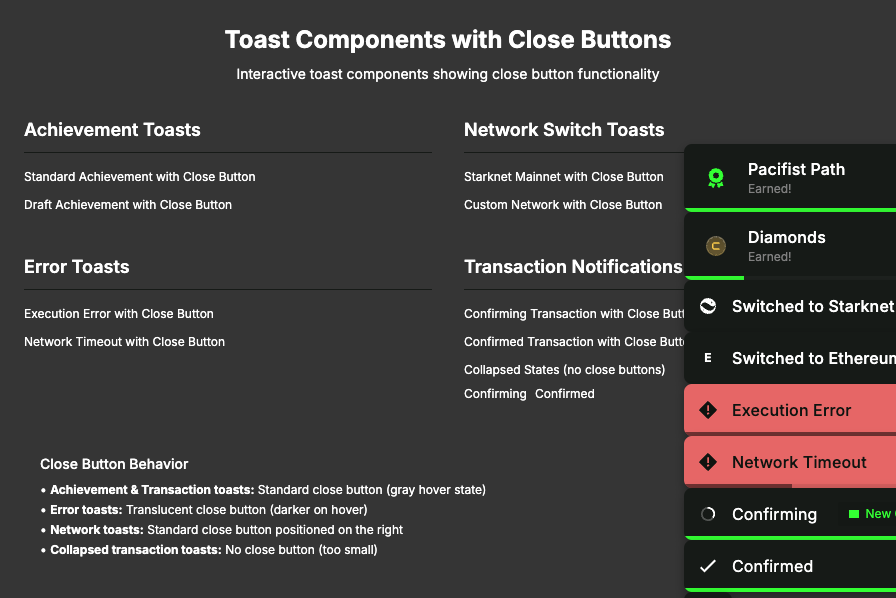 Toast Components with Close Buttons
Interactive toast components showing close button functionality
Achievement Toasts
Standard Achievement with Close Button
Draft Achievement with Close Button
Network Switch Toasts
Starknet Mainnet with Close Button
Custom Network with Close Button
Error Toasts
Execution Error with Close Button
Network Timeout with Close Button
Transaction Notifications
Confirming Transaction with Close Butt
Confirmed Transaction with Close Butt
Collapsed States (no close buttons)
Confirming Confirmed
Close Button Behavior
• Achievement & Transaction toasts: Standard close button (gray hover state)
• Error toasts: Translucent close button (darker on hover)
• Network toasts: Standard close button positioned on the right
• Collapsed transaction toasts: No close button (too small)
Pacifist Path
Earned!
C
Diamonds
Earned!
Switched to Starknet
E Switched to Ethereum
Execution Error
Network Timeout
Confirming New
Confirmed